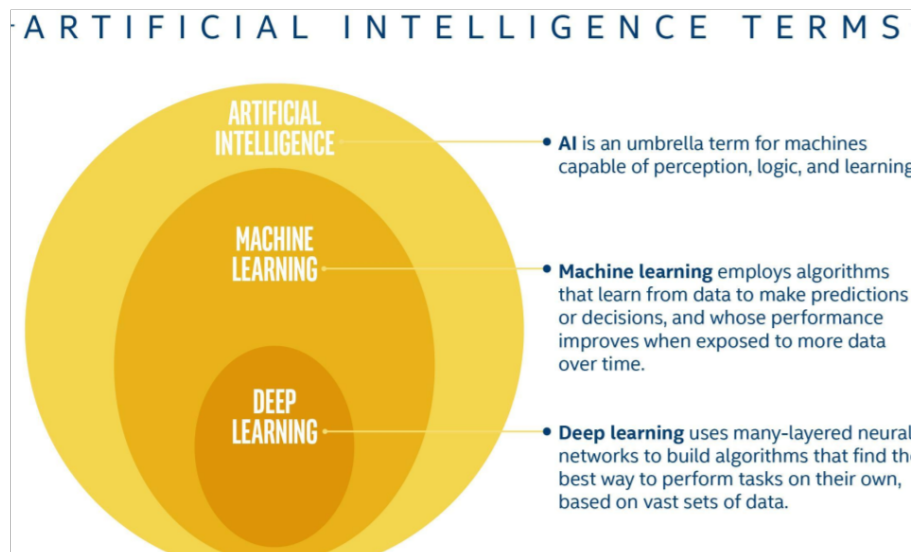 ARTIFICIAL INTELLIGENCE TERMS
ARTIFICIAL
INTELLIGENCE
AI is an umbrella term for machines
capable of perception, logic, and learning
MACHINE
LEARNING
Machine learning employs algorithms
that learn from data to make predictions
or decisions, and whose performance
improves when exposed to more data
over time.
DEEP
LEARNING
Deep learning uses many-layered neural
networks to build algorithms that find the
best way to perform tasks on their own,
based on vast sets of data.